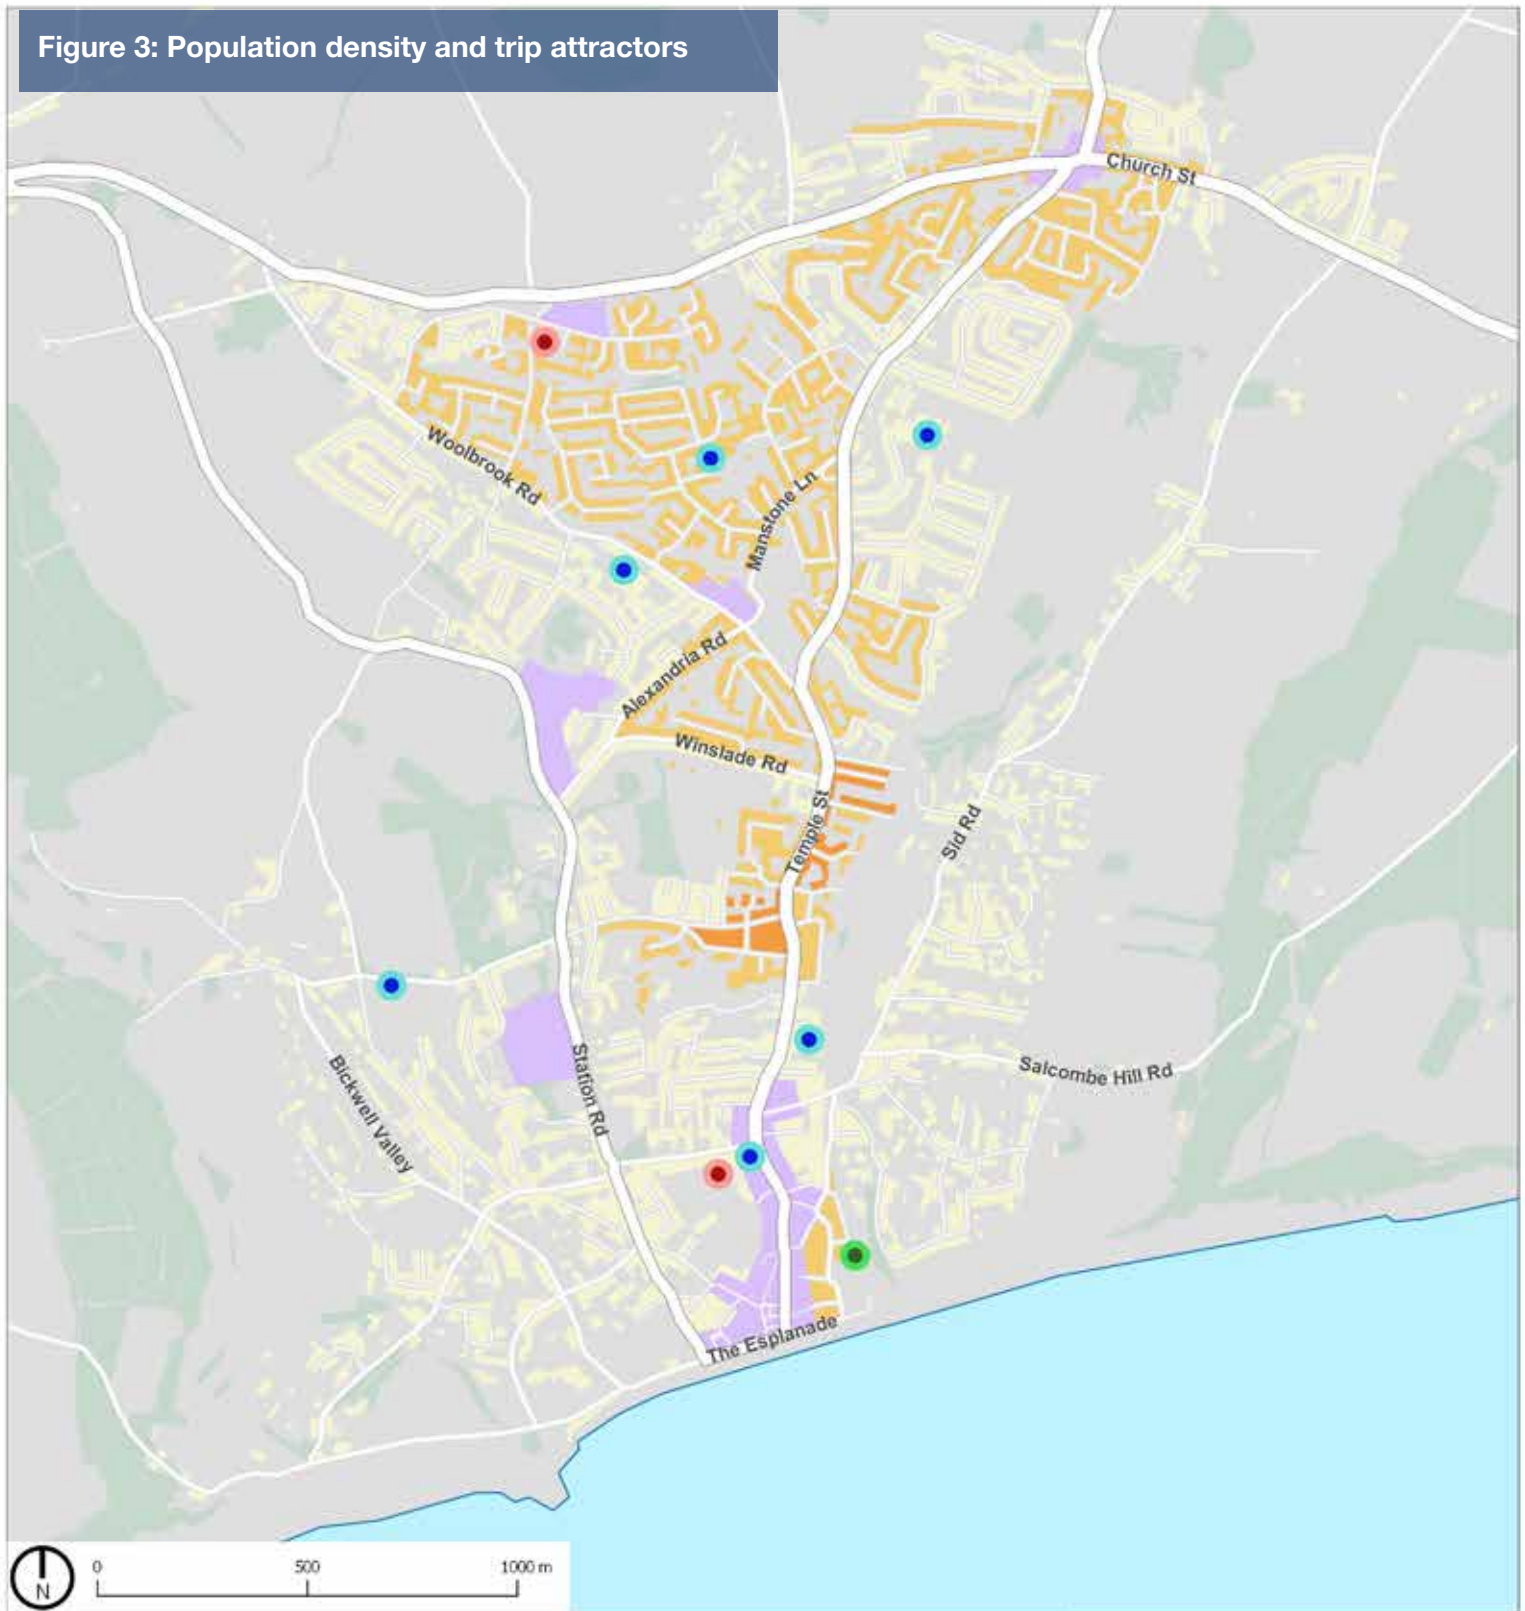 Figure 3: Population density and trip attractors
Church St
Woolbrook Rd
Manstone Ln
Alexandria Rd
Winslade Rd
Temple St
Sid Rd
Station Rd
Bickwell Valley
Salcombe Hill Rd
The Esplanade
N
0 500 1000 m